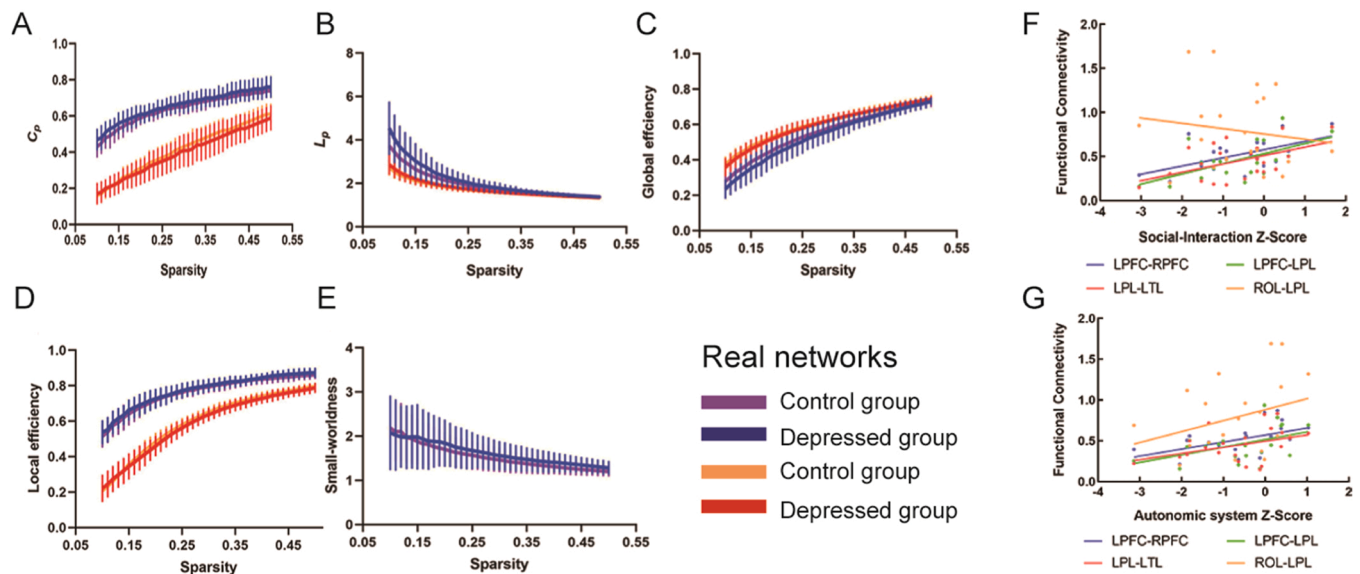 A
Cp
1.0
0.8
0.6
0.4
0.2
0.0
0.05 0.15 0.25 0.35 0.45 0.55
Sparsity
B
Lp
8
6
4
2
0
0.05 0.15 0.25 0.35 0.45 0.55
Sparsity
C
Global effciency
1.0
0.8
0.6
0.4
0.2
0.0
0.05 0.15 0.25 0.35 0.45 0.55
Sparsity
D
Local efficiency
1.0
0.8
0.6
0.4
0.2
0.0
0.05 0.15 0.25 0.35 0.45
Sparsity
E
Small-worldness
4
3
2
1
0
0.05 0.15 0.25 0.35 0.45 0.55
Sparsity
Real networks
Control group
Depressed group
Control group
Depressed group
F
Functional Connectivity
2.0
1.5
1.0
0.5
0.0
-4 -3 -2 -1 0 1 2
Social-Interaction Z-Score
LPFC-RPFC LPFC-LPL
LPL-LTL ROL-LPL
G
Functional Connectivity
2.0
1.5
1.0
0.5
0.0
-4 -3 -2 -1 0 1 2
Autonomic system Z-Score
LPFC-RPFC LPFC-LPL
LPL-LTL ROL-LPL